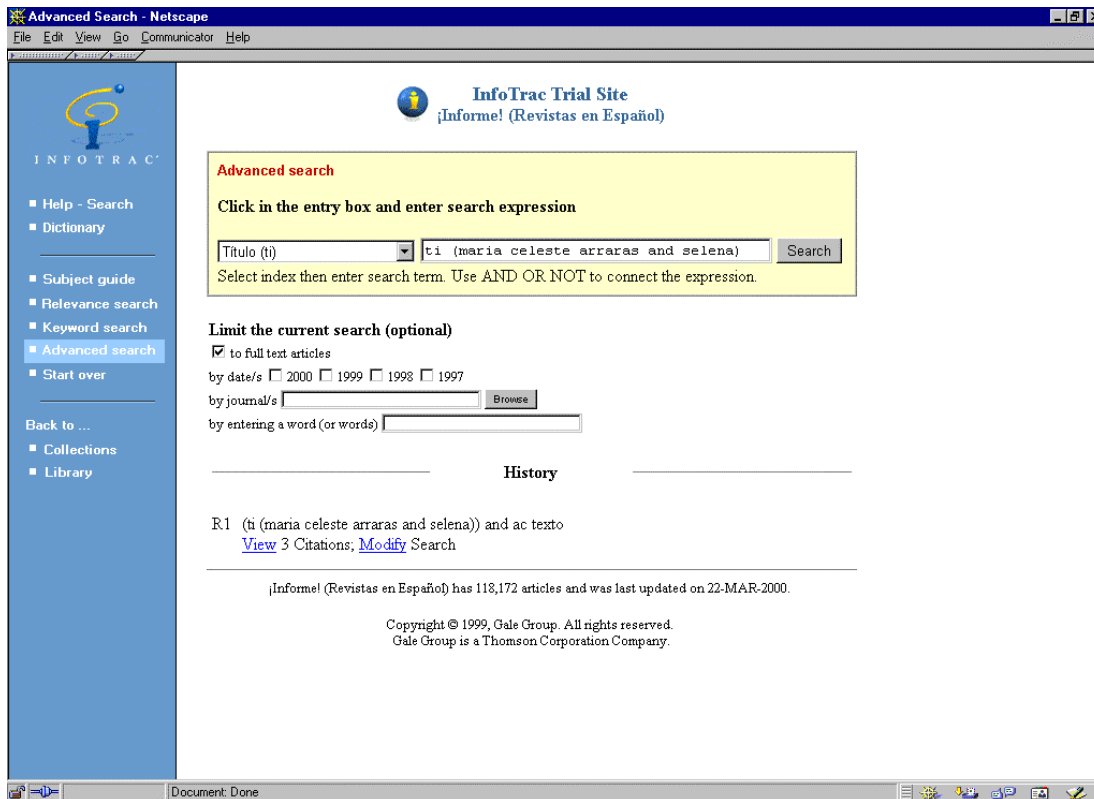 Advanced Search - Netscape
File Edit View Go Communicator Help
INFOTRAC
Help - Search
Dictionary
Subject guide
Relevance search
Keyword search
Advanced search
Start over
Back to ...
Collections
Library
InfoTrac Trial Site
¡Informe! (Revistas en Español)
Advanced search
Click in the entry box and enter search expression
Título (ti) ti (maria celeste arraras and selena) Search
Select index then enter search term. Use AND OR NOT to connect the expression.
Limit the current search (optional)
to full text articles
by date/s 2000 1999 1998 1997
by journal/s Browse
by entering a word (or words)
History
R1 (ti (maria celeste arraras and selena)) and ac texto
View 3 Citations; Modify Search
¡Informe! (Revistas en Español) has 118,172 articles and was last updated on 22-MAR-2000.
Copyright © 1999, Gale Group. All rights reserved.
Gale Group is a Thomson Corporation Company.
Document: Done